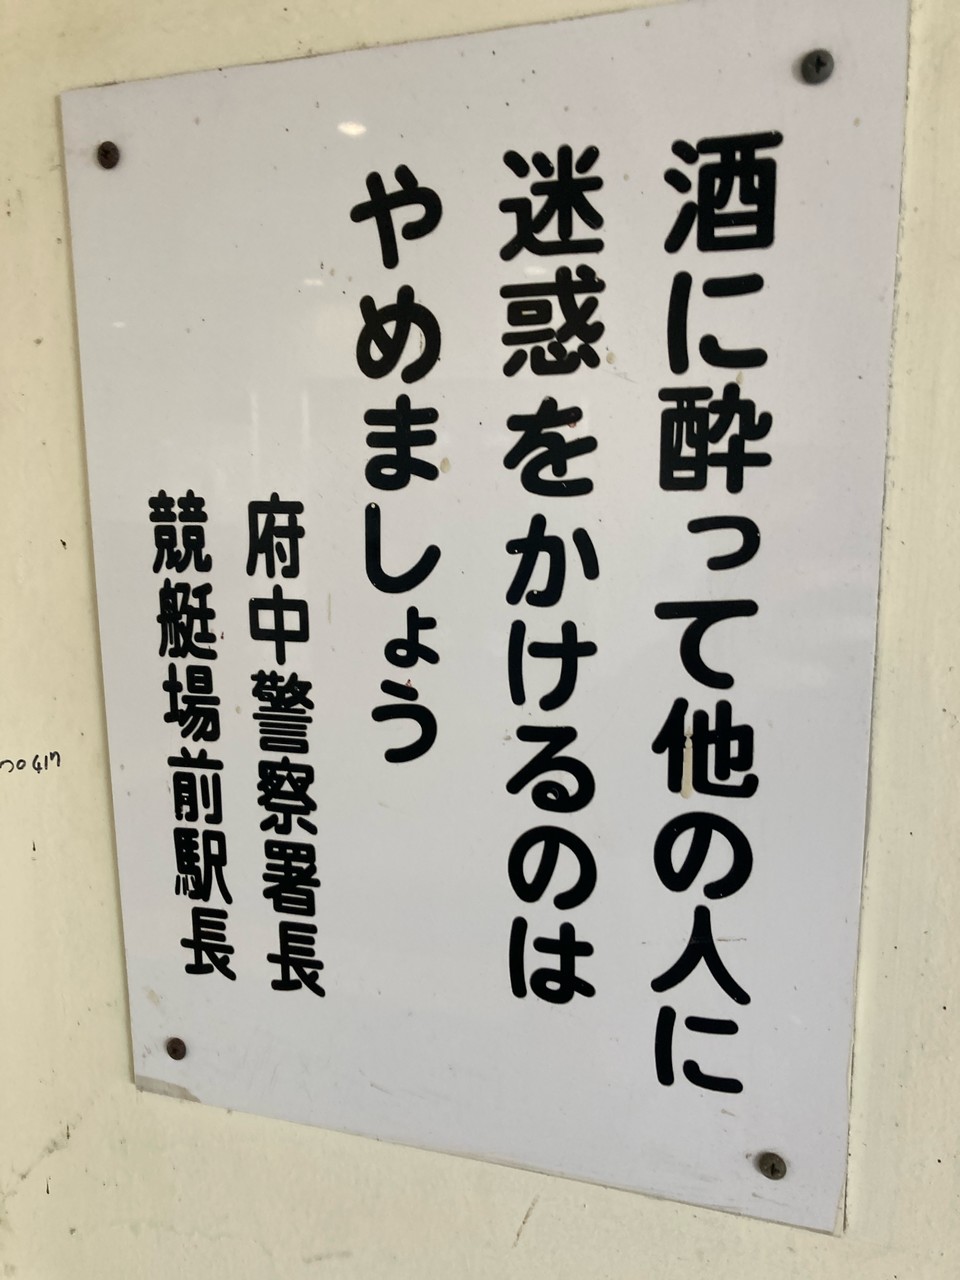 酒に酔って他の人に
迷惑をかけるのは
やめましょう
府中警察署長
競艇場前駅長